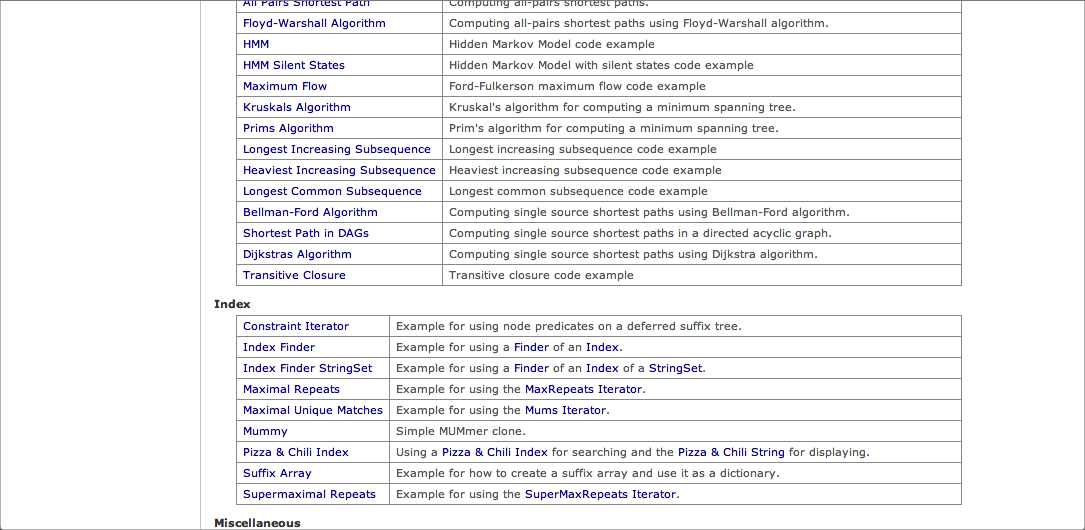 All Pairs Shortest Path Computing all-pairs shortest paths.
Floyd-Warshall Algorithm Computing all-pairs shortest paths using Floyd-Warshall algorithm.
HMM Hidden Markov Model code example
HMM Silent States Hidden Markov Model with silent states code example
Maximum Flow Ford-Fulkerson maximum flow code example
Kruskals Algorithm Kruskal's algorithm for computing a minimum spanning tree.
Prims Algorithm Prim's algorithm for computing a minimum spanning tree.
Longest Increasing Subsequence Longest increasing subsequence code example
Heaviest Increasing Subsequence Heaviest increasing subsequence code example
Longest Common Subsequence Longest common subsequence code example
Bellman-Ford Algorithm Computing single source shortest paths using Bellman-Ford algorithm.
Shortest Path in DAGs Computing single source shortest paths in a directed acyclic graph.
Dijkstras Algorithm Computing single source shortest paths using Dijkstra algorithm.
Transitive Closure Transitive closure code example
Index
Constraint Iterator Example for using node predicates on a deferred suffix tree.
Index Finder Example for using a Finder of an Index.
Index Finder StringSet Example for using a Finder of an Index of a StringSet.
Maximal Repeats Example for using the MaxRepeats Iterator.
Maximal Unique Matches Example for using the Mums Iterator.
Mummy Simple MUMmer clone.
Pizza & Chili Index Using a Pizza & Chili Index for searching and the Pizza & Chili String for displaying.
Suffix Array Example for how to create a suffix array and use it as a dictionary.
Supermaximal Repeats Example for using the SuperMaxRepeats Iterator.
Miscellaneous